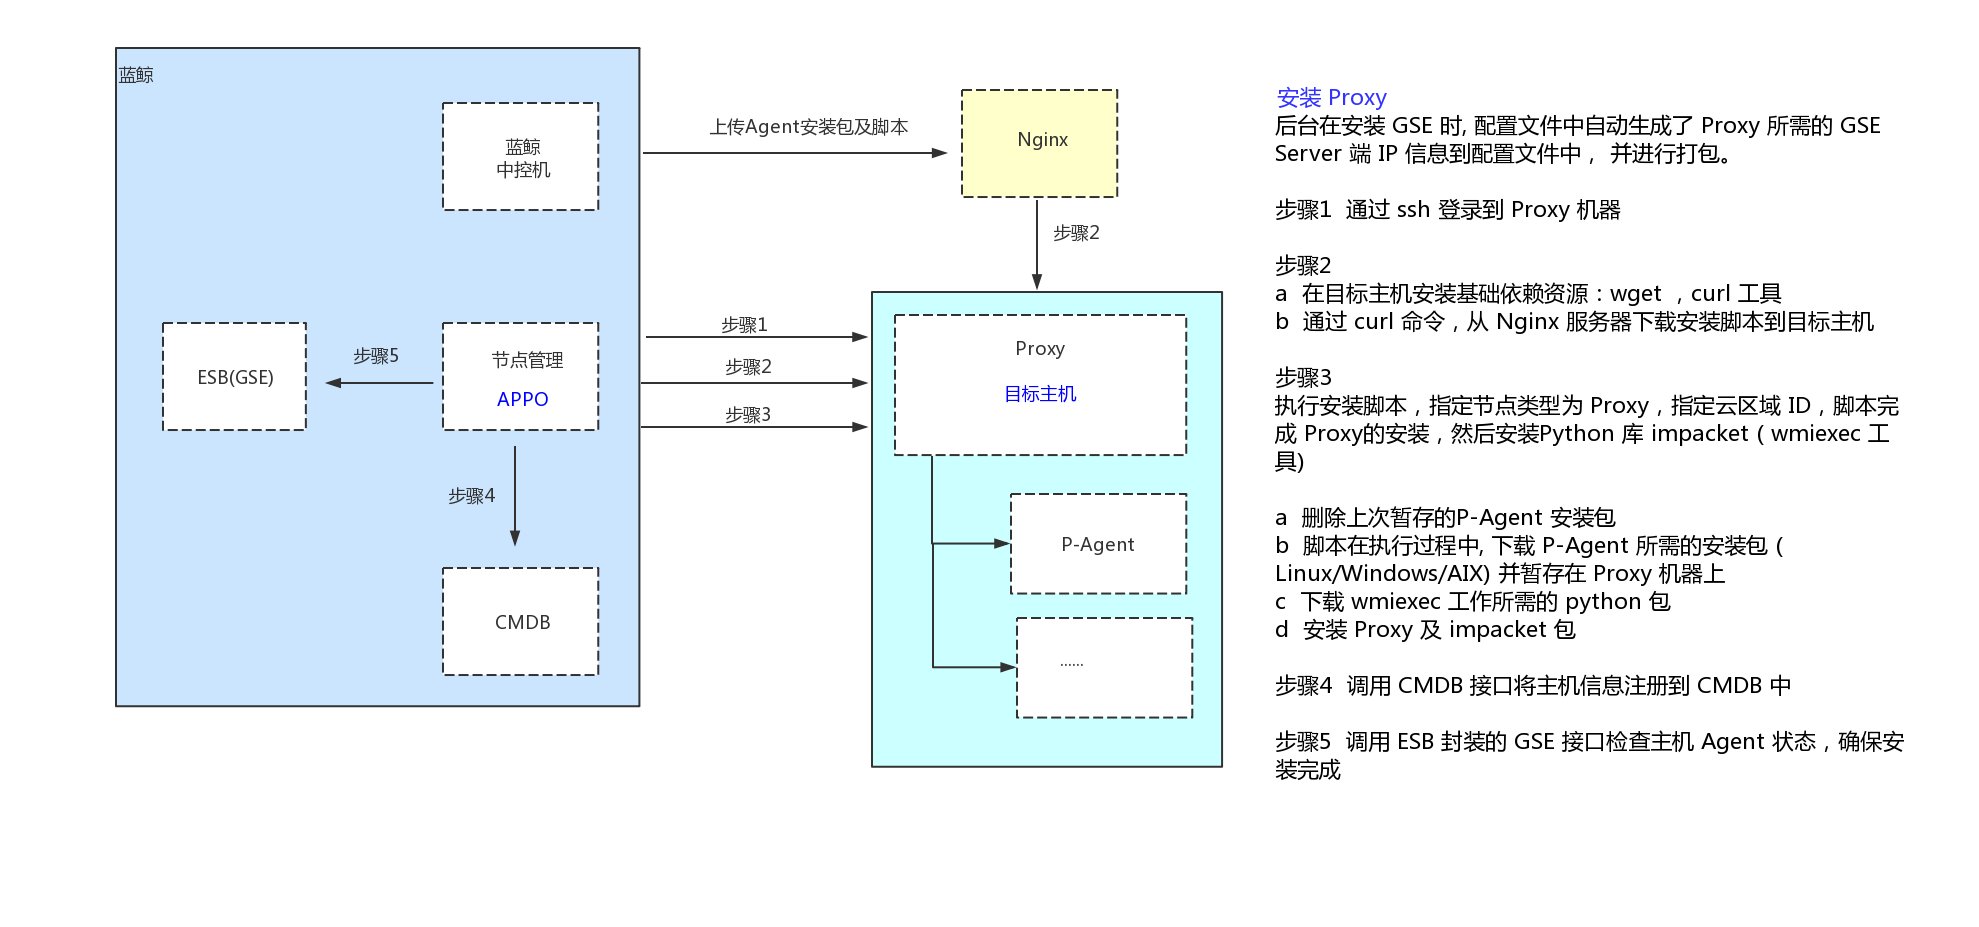 蓝鲸
蓝鲸
中控机
上传Agent安装包及脚本
Nginx
步骤2
步骤1
步骤2
步骤3
ESB(GSE)
步骤5
节点管理
APPO
步骤4
CMDB
Proxy
目标主机
P-Agent
......
安装 Proxy
后台在安装 GSE 时, 配置文件中自动生成了 Proxy 所需的 GSE
Server 端 IP 信息到配置文件中， 并进行打包。
步骤1 通过 ssh 登录到 Proxy 机器
步骤2
a 在目标主机安装基础依赖资源：wget ，curl 工具
b 通过 curl 命令，从 Nginx 服务器下载安装脚本到目标主机
步骤3
执行安装脚本，指定节点类型为 Proxy，指定云区域 ID，脚本完
成 Proxy的安装，然后安装Python 库 impacket（wmiexec 工
具)
a 删除上次暂存的P-Agent 安装包
b 脚本在执行过程中, 下载 P-Agent 所需的安装包（
Linux/Windows/AIX) 并暂存在 Proxy 机器上
c 下载 wmiexec 工作所需的 python 包
d 安装 Proxy 及 impacket 包
步骤4 调用 CMDB 接口将主机信息注册到 CMDB 中
步骤5 调用 ESB 封装的 GSE 接口检查主机 Agent 状态，确保安
装完成